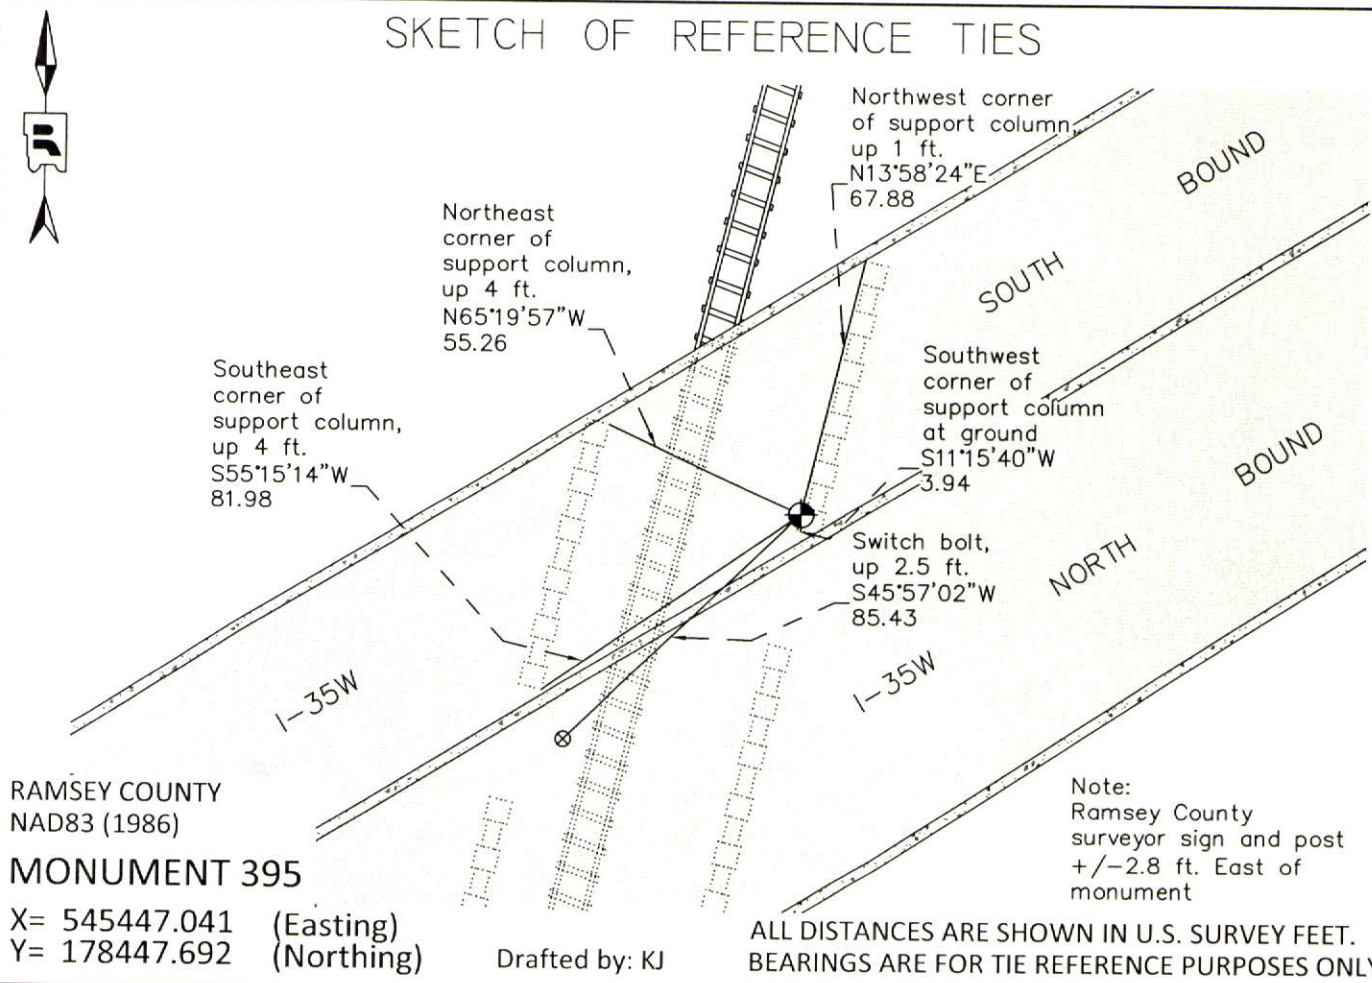 SKETCH OF REFERENCE TIES
Northwest corner
of support column,
up 1 ft.
N13°58'24"E
67.88
BOUND
SOUTH
Northeast
corner of
support column,
up 4 ft.
N65°19'57"W
55.26
Southeast
corner of
support column,
up 4 ft.
S55°15'14"W
81.98
Southwest
corner of
support column
at ground
S11°15'40"W
3.94
BOUND
NORTH
Switch bolt,
up 2.5 ft.
S45°57'02"W
85.43
I-35W
I-35W
RAMSEY COUNTY
NAD83 (1986)
MONUMENT 395
X= 545447.041 (Easting)
Y= 178447.692 (Northing)
Drafted by: KJ
Note:
Ramsey County
surveyor sign and post
+/-2.8 ft. East of
monument
ALL DISTANCES ARE SHOWN IN U.S. SURVEY FEET.
BEARINGS ARE FOR TIE REFERENCE PURPOSES ONLY